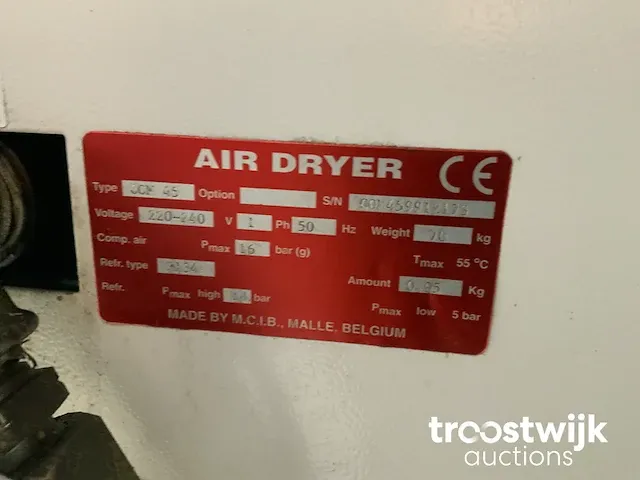 AIR DRYER CE
Type 45 Option S/N
Voltage 220-240 V 1 Ph 50 Hz Weight 70 kg
Comp. air Pmax 16 bar (g) Tmax 55 °C
Refr. type R134 Amount 0.95 Kg
Refr. Pmax high bar Pmax low 5 bar
MADE BY M.C.I.B., MALLE, BELGIUM
troostwijk
auctions